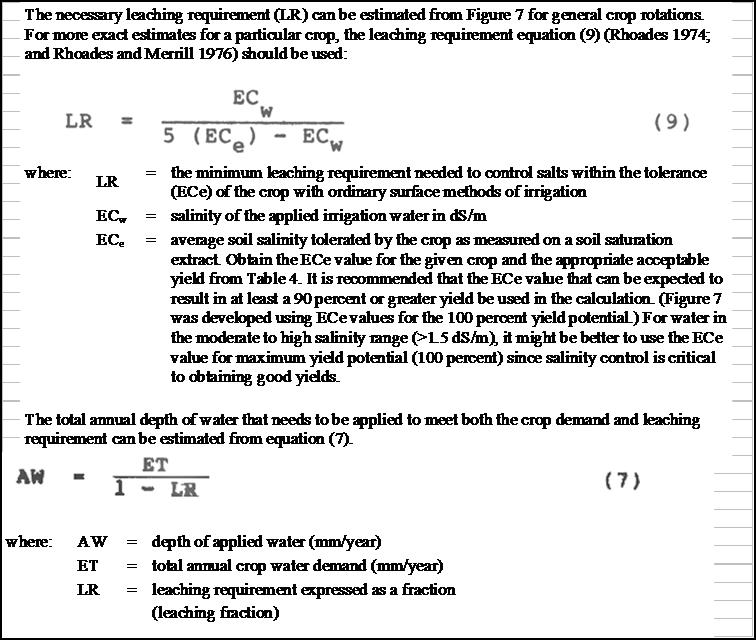 The necessary leaching requirement (LR) can be estimated from Figure 7 for general crop rotations.
For more exact estimates for a particular crop, the leaching requirement equation (9) (Rhoades 1974;
and Rhoades and Merrill 1976) should be used:
LR = ECw / 5 (ECe) - ECw (9)
where: LR = the minimum leaching requirement needed to control salts within the tolerance
(ECe) of the crop with ordinary surface methods of irrigation
ECw = salinity of the applied irrigation water in dS/m
ECe = average soil salinity tolerated by the crop as measured on a soil saturation
extract. Obtain the ECe value for the given crop and the appropriate acceptable
yield from Table 4. It is recommended that the ECe value that can be expected to
result in at least a 90 percent or greater yield be used in the calculation. (Figure 7
was developed using ECe values for the 100 percent yield potential.) For water in
the moderate to high salinity range (>1.5 dS/m), it might be better to use the ECe
value for maximum yield potential (100 percent) since salinity control is critical
to obtaining good yields.
The total annual depth of water that needs to be applied to meet both the crop demand and leaching
requirement can be estimated from equation (7).
AW = ET / 1 - LR (7)
where: AW = depth of applied water (mm/year)
ET = total annual crop water demand (mm/year)
LR = leaching requirement expressed as a fraction
(leaching fraction)